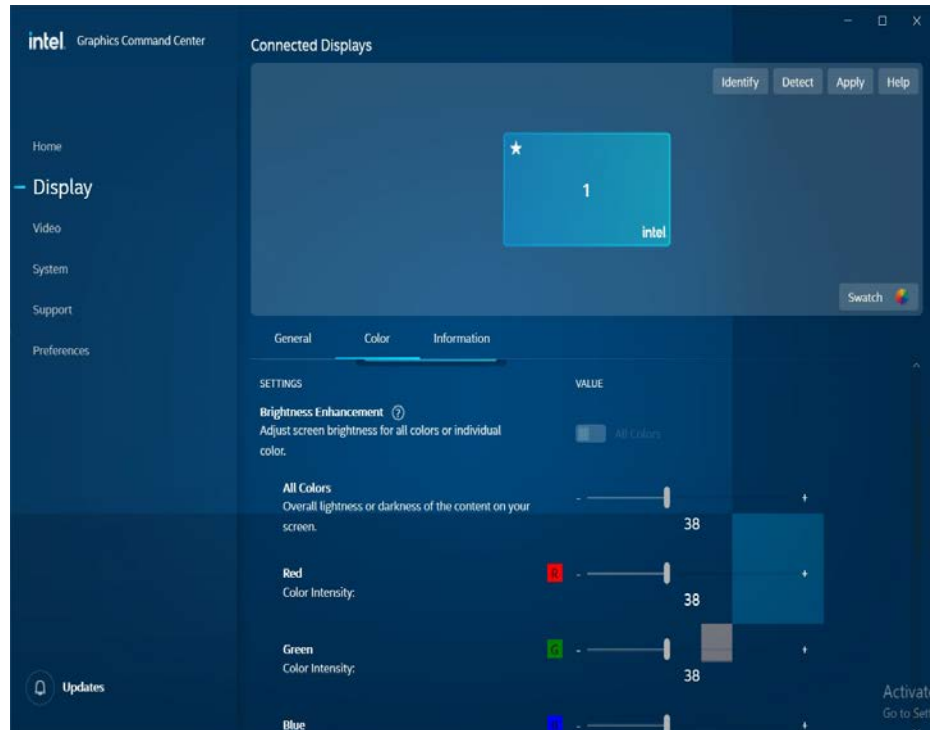 intel Graphics Command Center
Connected Displays
Identify Detect Apply Help
Home
Display
Video
System
Support
Preferences
1
intel
Swatch
General Color Information
SETTINGS VALUE
Brightness Enhancement ?
Adjust screen brightness for all colors or individual
color.
All Colors
All Colors
Overall lightness or darkness of the content on your
screen.
- +
38
Red
Color Intensity:
R - +
38
Green
Color Intensity:
G - +
38
Blue
- +
Updates
Activate
Go to Set